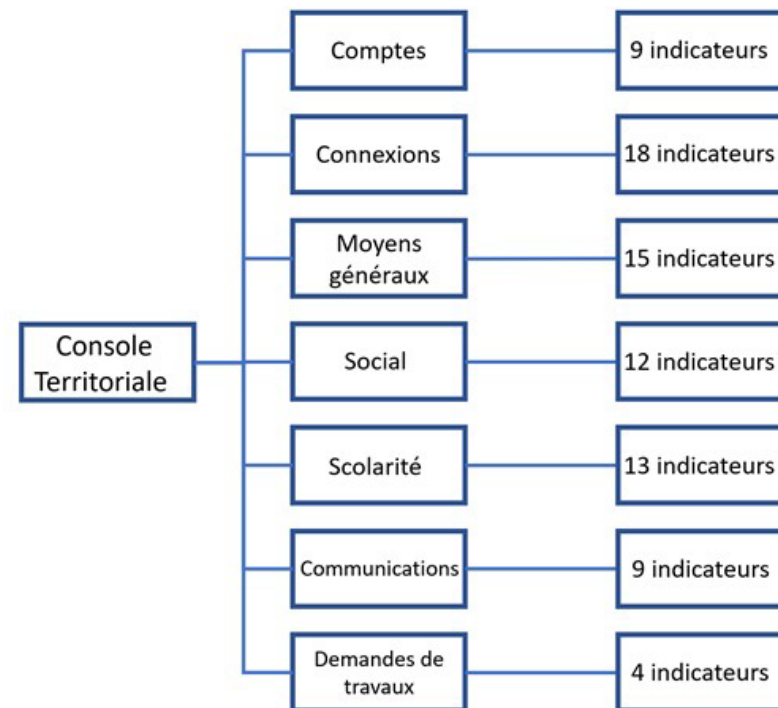 Comptes
9 indicateurs
Connexions
18 indicateurs
Moyens
généraux
15 indicateurs
Console
Territoriale
Social
12 indicateurs
Scolarité
13 indicateurs
Communications
9 indicateurs
Demandes de
travaux
4 indicateurs